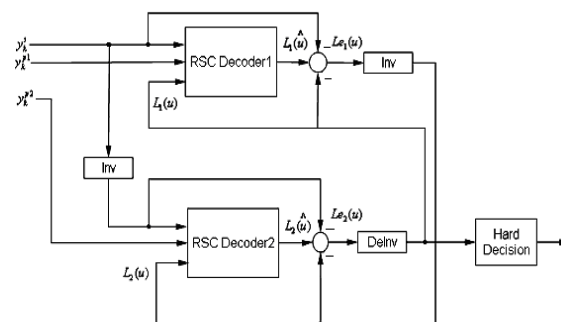 y_k^s
L_1(û)
Le_1(u)
y_k^{p1}
RSC Decoder1
Inv
L_1(u)
y_k^{p2}
Inv
RSC Decoder2
L_2(û)
Le_2(u)
DeInv
Hard
Decision
L_2(u)